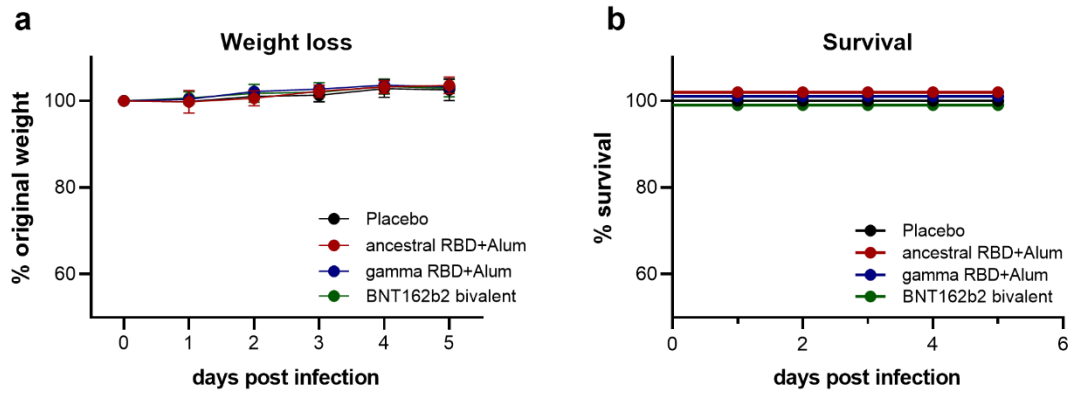 a
Weight loss
% original weight
100
80
60
Placebo
ancestral RBD+Alum
gamma RBD+Alum
BNT162b2 bivalent
0 1 2 3 4 5
days post infection
b
Survival
% survival
100
80
60
Placebo
ancestral RBD+Alum
gamma RBD+Alum
BNT162b2 bivalent
0 2 4 6
days post infection